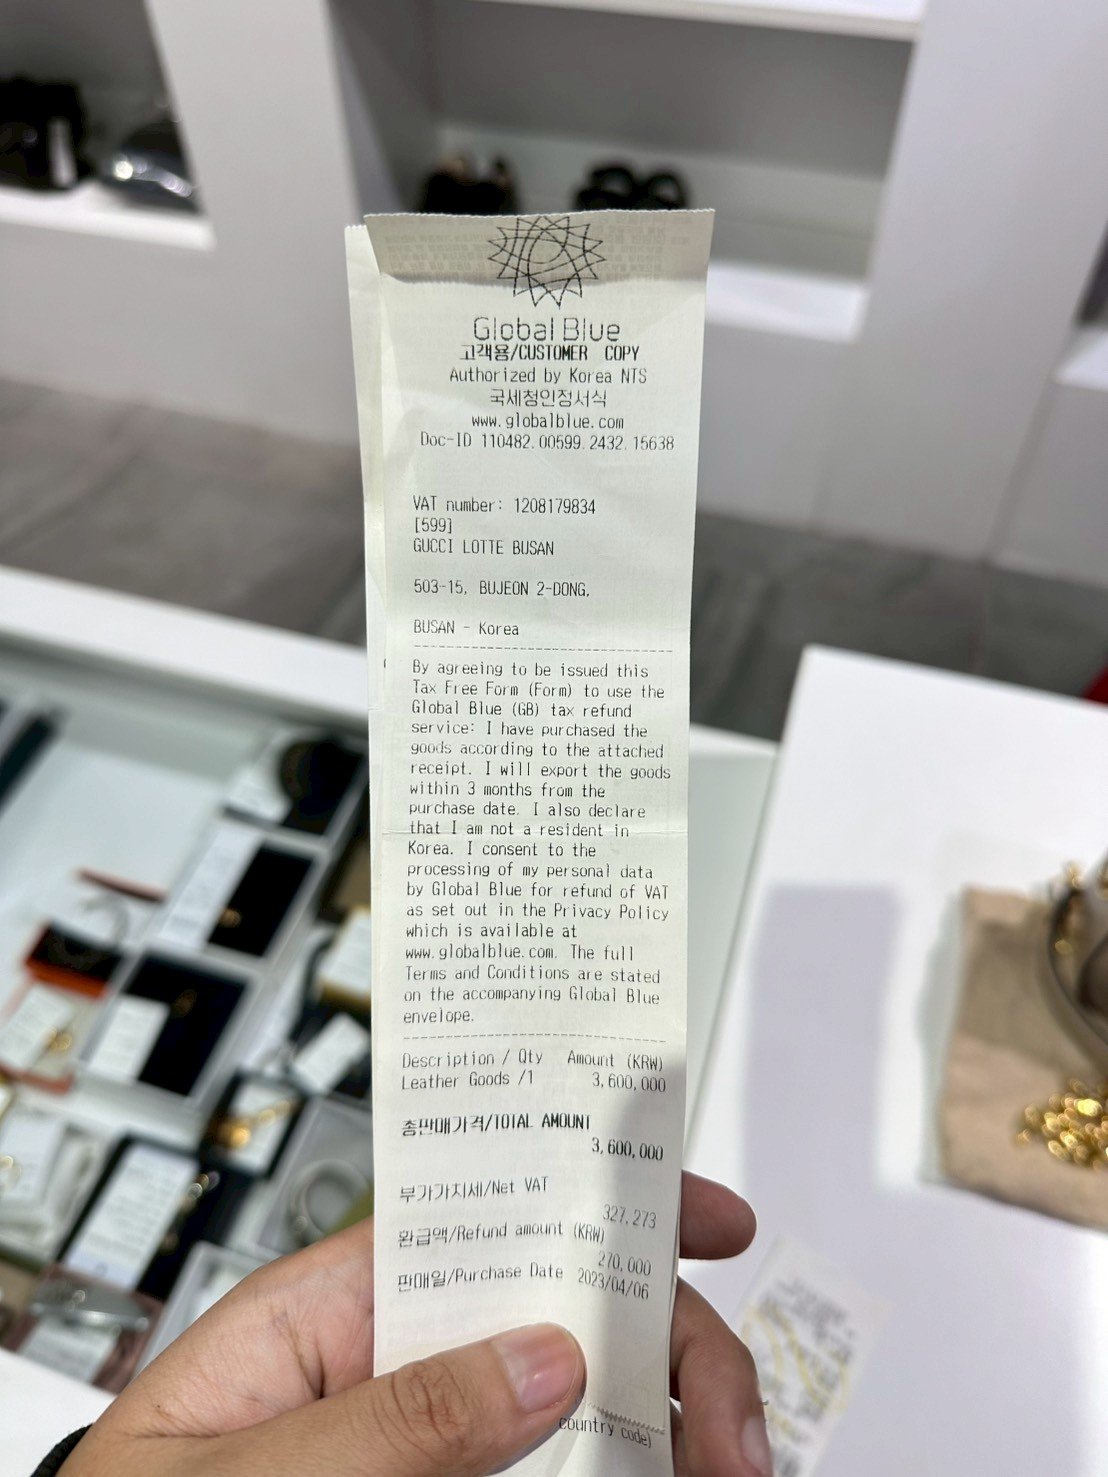 Global Blue
고객용/CUSTOMER COPY
Authorized by Korea NTS
국세청인정서식
www.globalblue.com
Doc-ID 110482.00599.2432.15638
VAT number: 1208179834
[599]
GUCCI LOTTE BUSAN
503-15, BUJEON 2-DONG,
BUSAN - Korea
By agreeing to be issued this
Tax Free Form (Form) to use the
Global Blue (GB) tax refund
service: I have purchased the
goods according to the attached
receipt. I will export the goods
within 3 months from the
purchase date. I also declare
that I am not a resident in
Korea. I consent to the
processing of my personal data
by Global Blue for refund of VAT
as set out in the Privacy Policy
which is available at
www.globalblue.com. The full
Terms and Conditions are stated
on the accompanying Global Blue
envelope.
Description / Qty Amount (KRW)
Leather Goods /1 3,600,000
총판매가격/TOTAL AMOUNT
3,600,000
부가가치세/Net VAT
327,273
환급액/Refund amount (KRW)
270,000
판매일/Purchase Date 2023/04/06
country code)